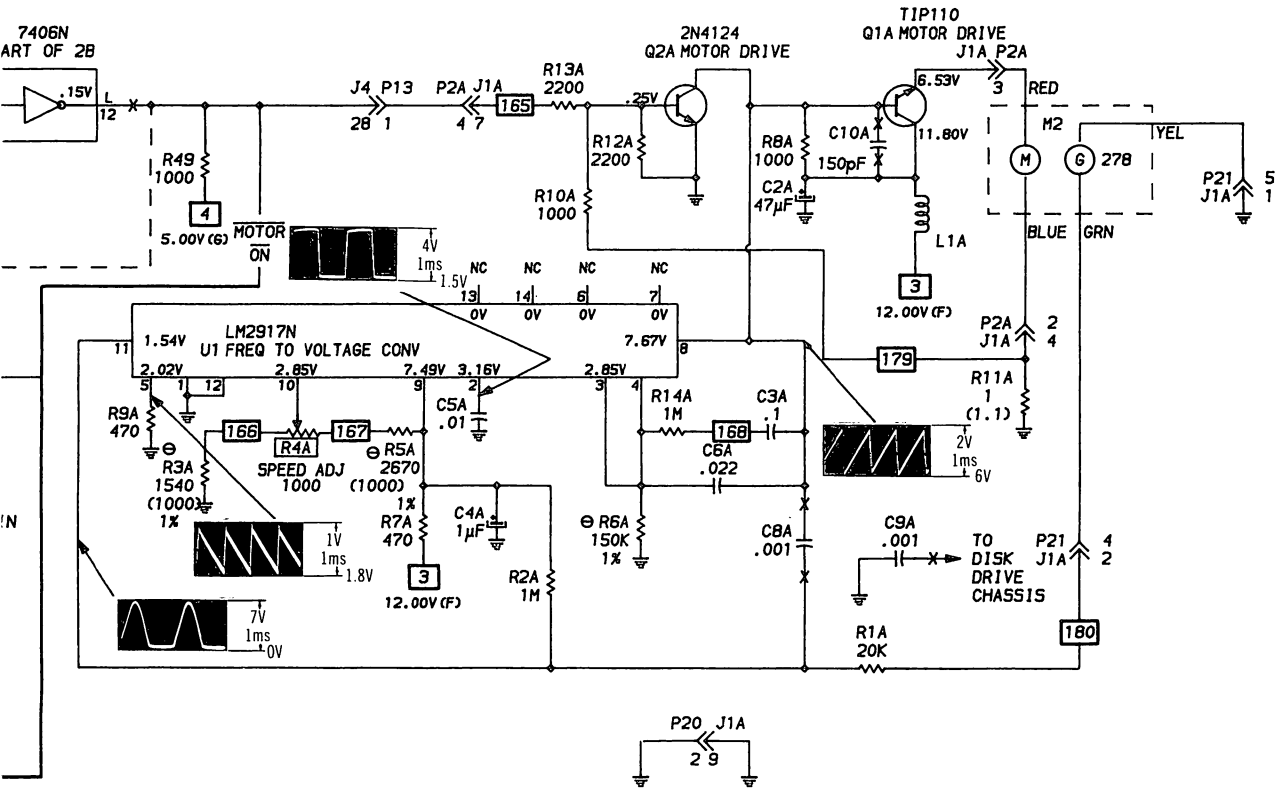 7406N
ART OF 2B
.15V
L
12
R49
1000
4
5.00V(G)
MOTOR
ON
J4 P13
28 1
P2A J1A
4 7
165
R13A
2200
.25V
R12A
2200
R10A
1000
2N4124
Q2A MOTOR DRIVE
TIP110
Q1A MOTOR DRIVE
J1A P2A
3
6.53V
11.80V
R8A
1000
C10A
150pF
C2A
47µF
L1A
3
12.00V(F)
RED
M2
M
G
278
YEL
P21 5
J1A 1
BLUE
GRN
P2A 2
J1A 4
179
R11A
1
(1.1)
4V
1ms
1.5V
NC
NC
NC
NC
13
14
6
7
0V
0V
0V
0V
LM2917N
U1 FREQ TO VOLTAGE CONV
11
1.54V
7.67V
8
2.02V
2.85V
7.49V
3.16V
2.85V
5
1
12
10
9
2
3
4
R9A
470
166
R4A
167
SPEED ADJ
1000
⊖
R3A
1540
(1000)
1%
⊖ R5A
2670
(1000)
1%
C5A
.01
R14A
1M
168
C3A
.1
C6A
.022
2V
1ms
6V
R7A
470
3
12.00V(F)
C4A
1µF
R2A
1M
⊖ R6A
150K
1%
C8A
.001
C9A
.001
TO
DISK
DRIVE
CHASSIS
P21 4
J1A 2
180
R1A
20K
!N
1V
1ms
1.8V
7V
1ms
0V
P20 J1A
2 9